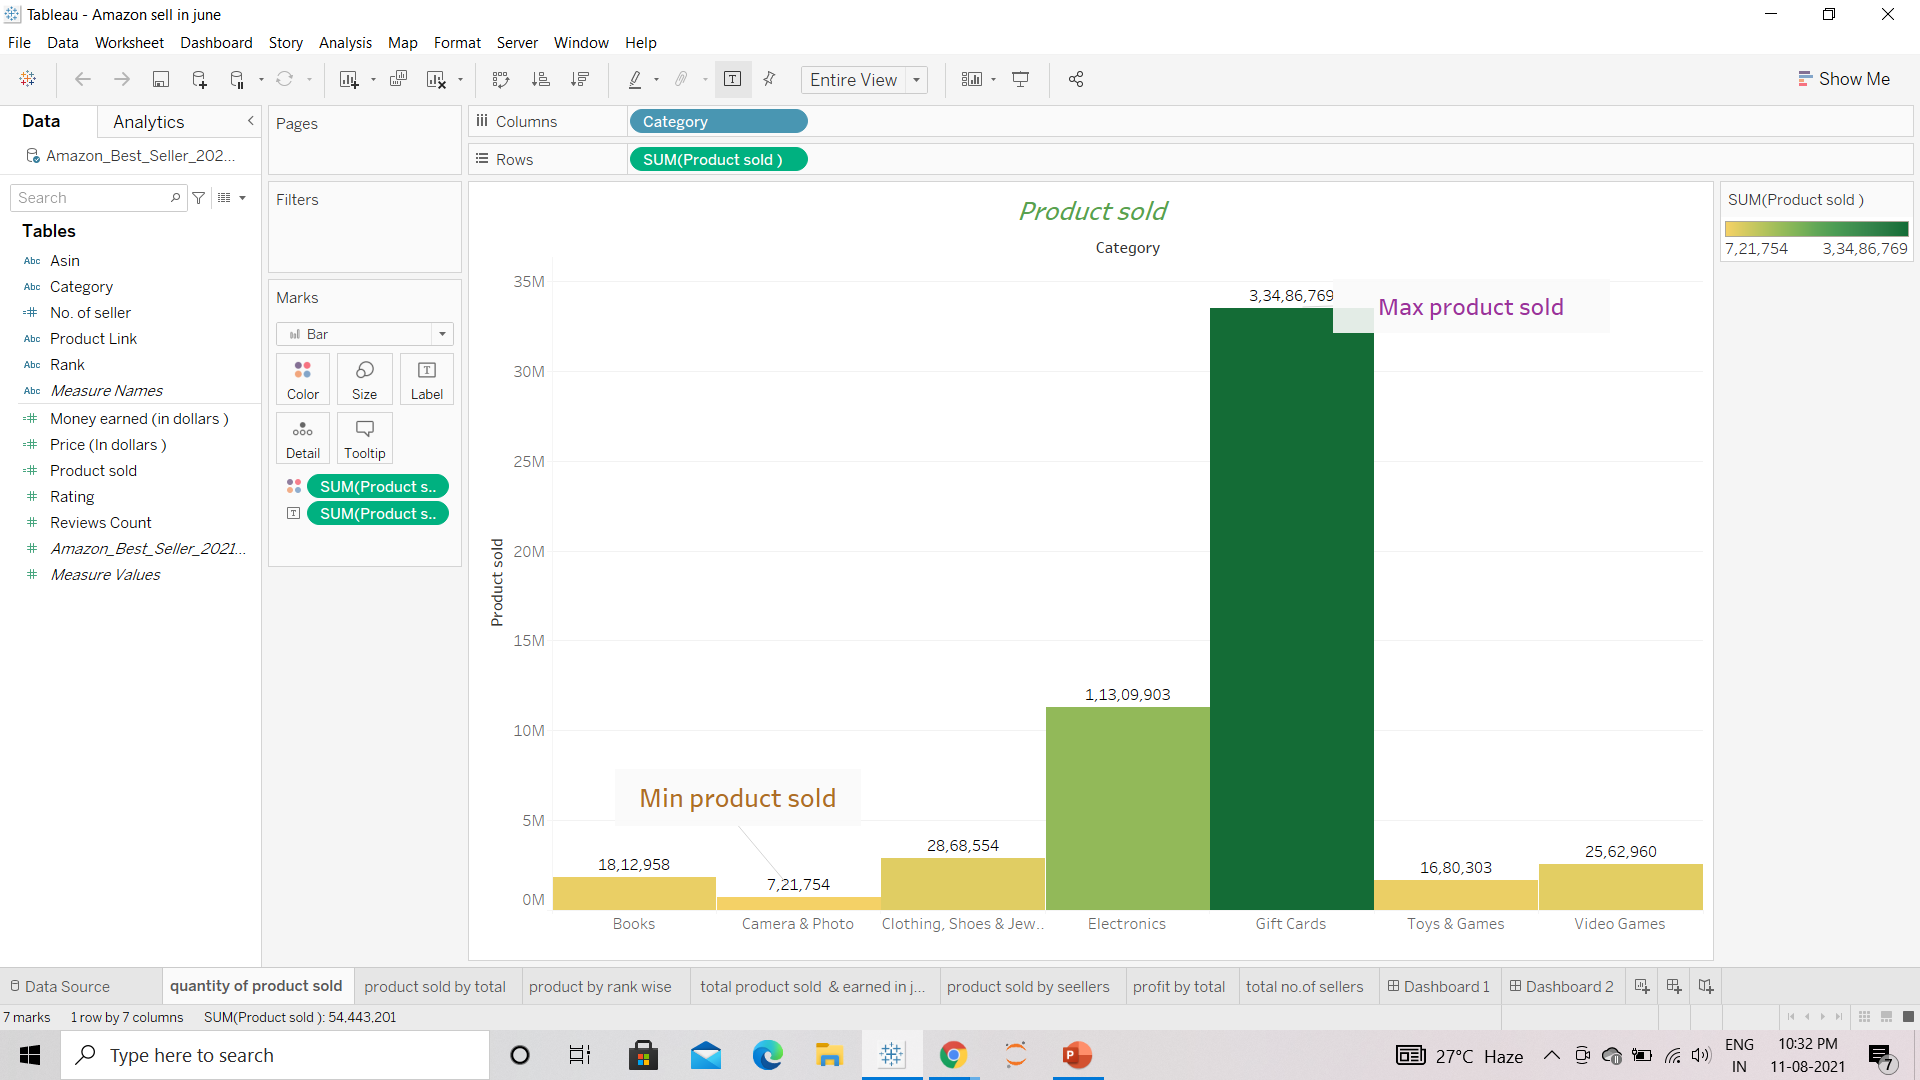 Tableau - Amazon sell in june
File Data Worksheet Dashboard Story Analysis Map Format Server Window Help
Entire View
Show Me
Data
Analytics
Amazon_Best_Seller_202...
Search
Tables
Abc Asin
Abc Category
No. of seller
Abc Product Link
Abc Rank
Abc Measure Names
Money earned (in dollars )
Price (In dollars )
Product sold
Rating
Reviews Count
Amazon_Best_Seller_2021...
Measure Values
Pages
Filters
Marks
Bar
Color Size Label
Detail Tooltip
SUM(Product s..
SUM(Product s..
Columns Category
Rows SUM(Product sold )
Product sold
Category
Product sold
35M
30M
25M
20M
15M
10M
5M
0M
3,34,86,769
Max product sold
1,13,09,903
Min product sold
18,12,958
7,21,754
28,68,554
16,80,303
25,62,960
Books Camera & Photo Clothing, Shoes & Jew.. Electronics Gift Cards Toys & Games Video Games
SUM(Product sold )
7,21,754 3,34,86,769
Data Source quantity of product sold product sold by total product by rank wise total product sold & earned in j... product sold by seellers profit by total total no.of sellers Dashboard 1 Dashboard 2
7 marks 1 row by 7 columns SUM(Product sold ): 54,443,201
Type here to search
27°C Haze
ENG
IN
10:32 PM
11-08-2021
7